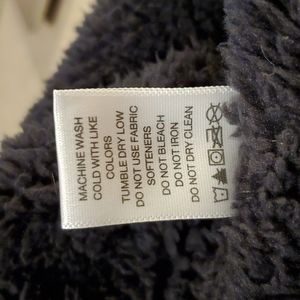 MACHINE WASH
COLD WITH LIKE
COLORS
TUMBLE DRY LOW
DO NOT USE FABRIC
SOFTENERS
DO NOT BLEACH
DO NOT IRON
DO NOT DRY CLEAN